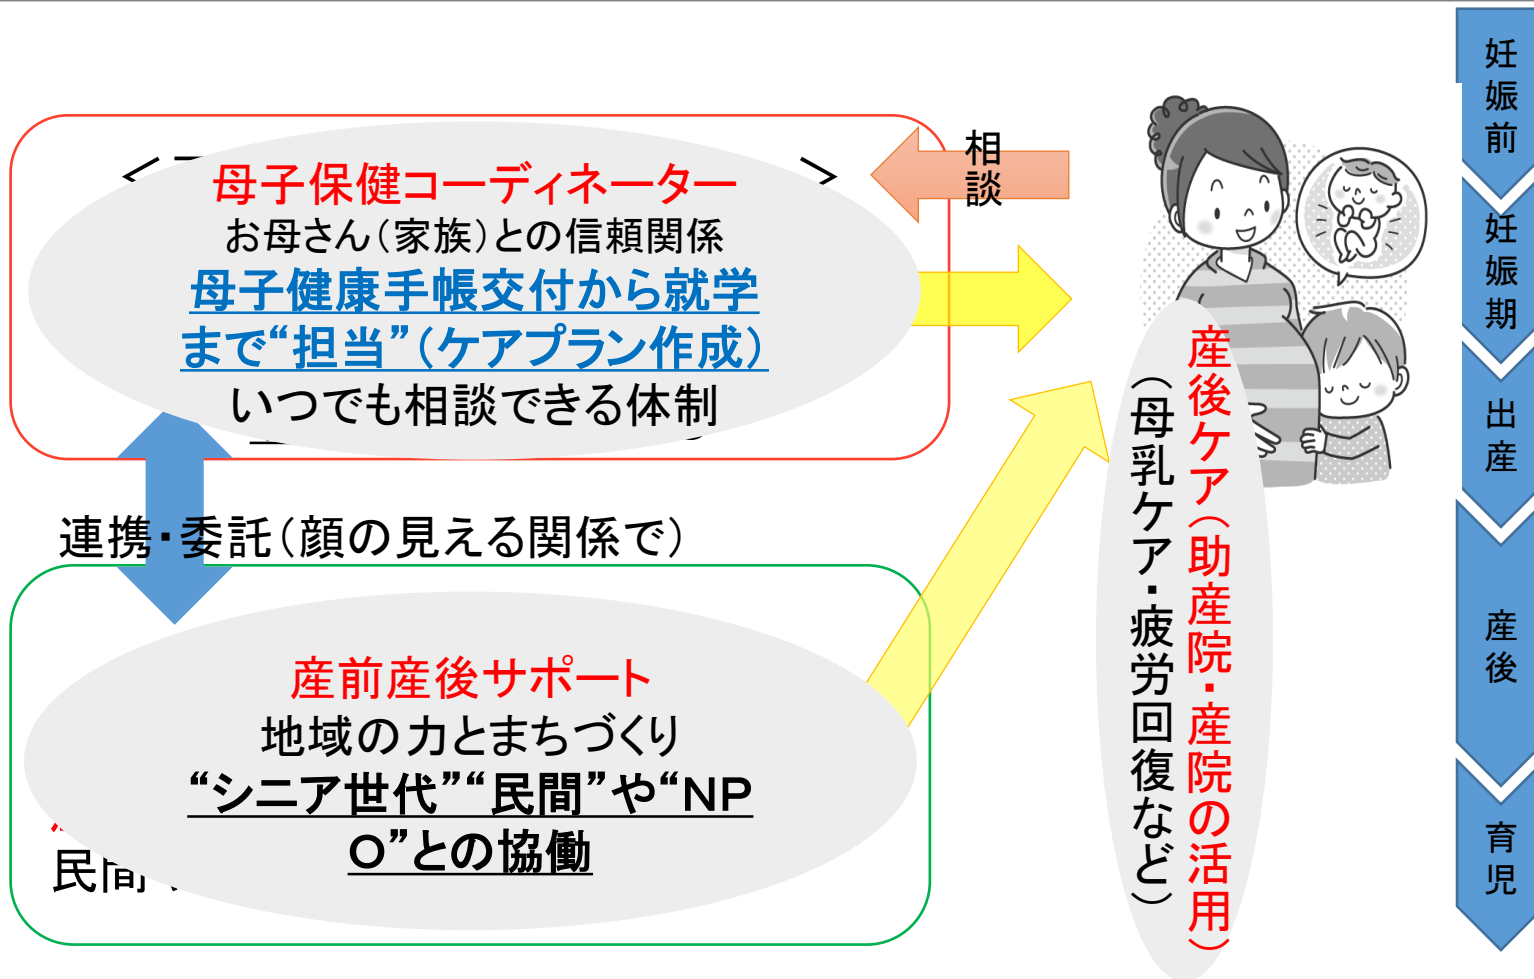 母子保健コーディネーター
お母さん（家族）との信頼関係
母子健康手帳交付から就学
まで“担当”（ケアプラン作成）
いつでも相談できる体制
相談
連携・委託（顔の見える関係で）
産前産後サポート
地域の力とまちづくり
“シニア世代”“民間”や“ＮＰ
Ｏ”との協働
民間
産後ケア（助産院・産院の活用）
（母乳ケア・疲労回復など）
妊娠前
妊娠期
出産
産後
育児